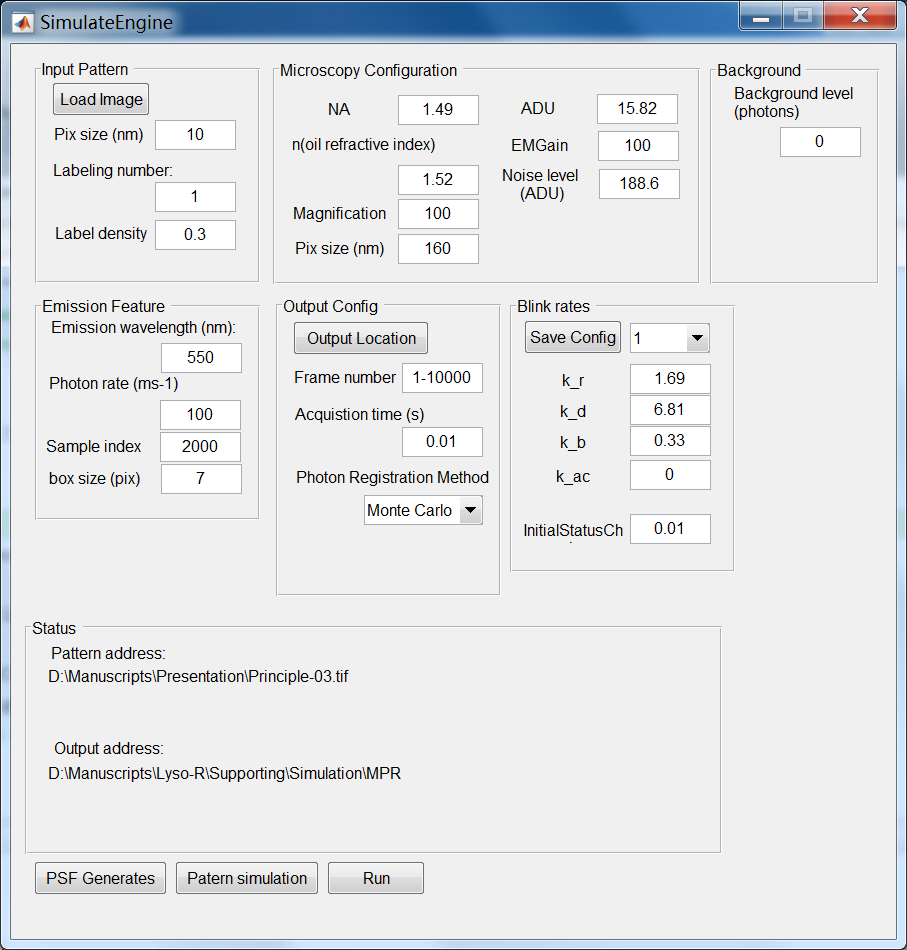 SimulateEngine
Input Pattern
Load Image
Pix size (nm) 10
Labeling number:
1
Label density 0.3
Microscopy Configuration
NA 1.49
n(oil refractive index)
1.52
Magnification 100
Pix size (nm) 160
ADU 15.82
EMGain 100
Noise level
(ADU) 188.6
Background
Background level
(photons)
0
Emission Feature
Emission wavelength (nm):
550
Photon rate (ms-1)
100
Sample index 2000
box size (pix) 7
Output Config
Output Location
Frame number 1-10000
Acquistion time (s)
0.01
Photon Registration Method
Monte Carlo
Blink rates
Save Config 1
k_r 1.69
k_d 6.81
k_b 0.33
k_ac 0
InitialStatusCh 0.01
Status
Pattern address:
D:\Manuscripts\Presentation\Principle-03.tif
Output address:
D:\Manuscripts\Lyso-R\Supporting\Simulation\MPR
PSF Generates Patern simulation Run